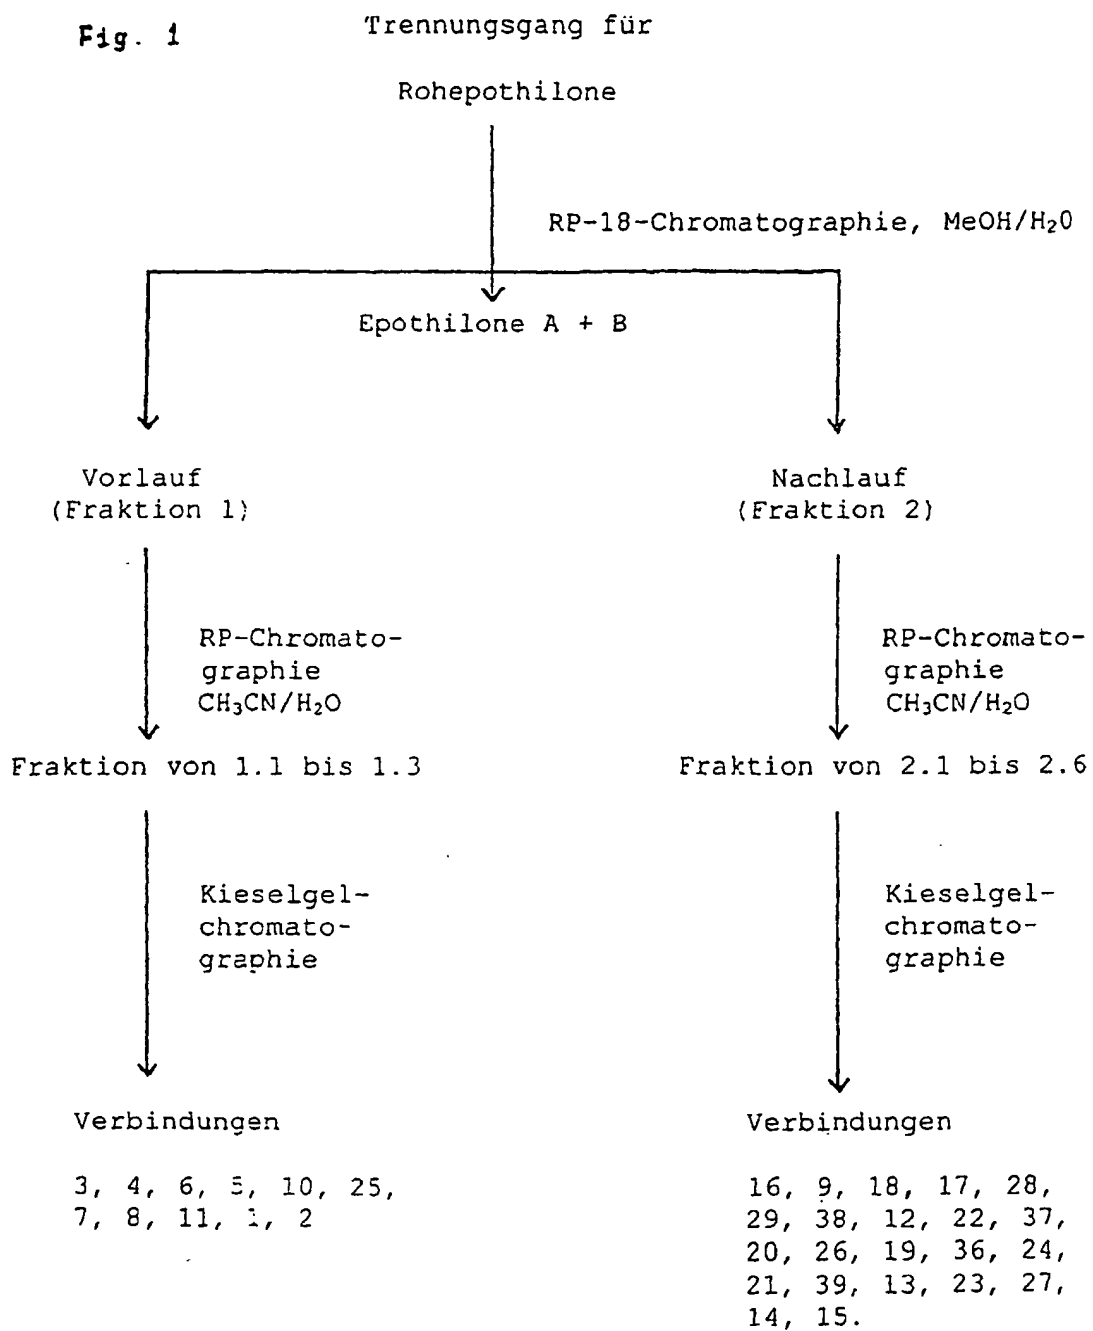 Fig. 1
Trennungsgang für
Rohepothilone
RP-18-Chromatographie, MeOH/H₂O
Epothilone A + B
Vorlauf
(Fraktion 1)
RP-Chromato-
graphie
CH₃CN/H₂O
Fraktion von 1.1 bis 1.3
Kieselgel-
chromato-
graphie
Verbindungen
3, 4, 6, 5, 10, 25,
7, 8, 11, 1, 2
Nachlauf
(Fraktion 2)
RP-Chromato-
graphie
CH₃CN/H₂O
Fraktion von 2.1 bis 2.6
Kieselgel-
chromato-
graphie
Verbindungen
16, 9, 18, 17, 28,
29, 38, 12, 22, 37,
20, 26, 19, 36, 24,
21, 39, 13, 23, 27,
14, 15.